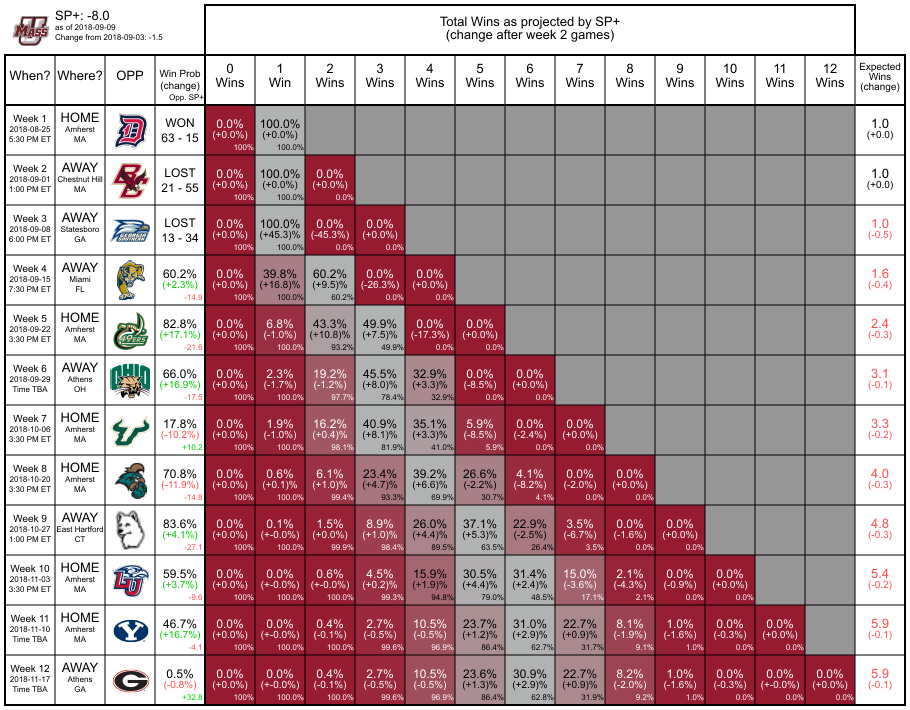 MASS
SP+: -8.0
as of 2018-09-09
Change from 2018-09-03: -1.5
Total Wins as projected by SP+
(change after week 2 games)
When? Where? OPP Win Prob (change) Opp. SP+ 0 Wins 1 Win 2 Wins 3 Wins 4 Wins 5 Wins 6 Wins 7 Wins 8 Wins 9 Wins 10 Wins 11 Wins 12 Wins Expected Wins (change)
Week 1 HOME WON 0.0% 100.0% 1.0
2018-08-25 Amherst 63 - 15 (+0.0%) (+0.0%) (+0.0)
5:30 PM ET MA 100% 100.0%
Week 2 AWAY LOST 0.0% 100.0% 0.0% 1.0
2018-09-01 Chestnut Hill 21 - 55 (+0.0%) (+0.0%) (+0.0%) (+0.0)
1:00 PM ET MA 100% 100.0% 0.0%
Week 3 AWAY LOST 0.0% 100.0% 0.0% 0.0% 1.0
2018-09-08 Statesboro 13 - 34 (+0.0%) (+45.3%) (-45.3%) (+0.0%) (-0.5)
6:00 PM ET GA 100% 100.0% 0.0% 0.0%
Week 4 AWAY 60.2% 0.0% 39.8% 60.2% 0.0% 0.0% 1.6
2018-09-15 Miami (+2.3%) (+0.0%) (+16.8%) (+9.5%) (-26.3%) (+0.0%) (-0.4)
7:30 PM ET FL -14.9 100% 100.0% 60.2% 0.0% 0.0%
Week 5 HOME 82.8% 0.0% 6.8% 43.3% 49.9% 0.0% 0.0% 2.4
2018-09-22 Amherst (+17.1%) (+0.0%) (-1.0%) (+10.8%) (+7.5%) (-17.3%) (+0.0%) (-0.3)
3:30 PM ET MA -21.6 100% 100.0% 93.2% 49.9% 0.0% 0.0%
Week 6 AWAY OHIO 66.0% 0.0% 2.3% 19.2% 45.5% 32.9% 0.0% 0.0% 3.1
2018-09-29 Athens (+16.9%) (+0.0%) (-1.7%) (-1.2%) (+8.0%) (+3.3%) (-8.5%) (+0.0%) (-0.1)
Time TBA OH -17.5 100% 100.0% 97.7% 78.4% 32.9% 0.0% 0.0%
Week 7 HOME 17.8% 0.0% 1.9% 16.2% 40.9% 35.1% 5.9% 0.0% 0.0% 3.3
2018-10-06 Amherst (-10.2%) (+0.0%) (-1.0%) (+0.4%) (+8.1%) (+3.3%) (-8.5%) (-2.4%) (+0.0%) (-0.2)
3:30 PM ET MA +10.2 100% 100.0% 98.1% 81.9% 41.0% 5.9% 0.0% 0.0%
Week 8 HOME 70.8% 0.0% 0.6% 6.1% 23.4% 39.2% 26.6% 4.1% 0.0% 0.0% 4.0
2018-10-20 Amherst (-11.9%) (+0.0%) (+0.1%) (+1.0%) (+4.7%) (+6.6%) (-2.2%) (-8.2%) (-2.0%) (+0.0%) (-0.3)
3:30 PM ET MA -14.8 100% 100.0% 99.4% 93.3% 69.9% 30.7% 4.1% 0.0% 0.0%
Week 9 AWAY 83.6% 0.0% 0.1% 1.5% 8.9% 26.0% 37.1% 22.9% 3.5% 0.0% 0.0% 4.8
2018-10-27 East Hartford (+4.1%) (+0.0%) (-0.0%) (+0.0%) (+1.0%) (+4.4%) (+5.3%) (-2.5%) (-6.7%) (-1.6%) (+0.0%) (-0.3)
1:00 PM ET CT -27.1 100% 100.0% 99.9% 98.4% 89.5% 63.5% 26.4% 3.5% 0.0% 0.0%
Week 10 HOME 59.5% 0.0% 0.0% 0.6% 4.5% 15.9% 30.5% 31.4% 15.0% 2.1% 0.0% 0.0% 5.4
2018-11-03 Amherst (+3.7%) (+0.0%) (-0.0%) (-0.0%) (+0.2%) (+1.9%) (+4.4%) (+2.4%) (-3.6%) (-4.3%) (-0.9%) (+0.0%) (-0.2)
3:30 PM ET MA -9.6 100% 100.0% 100.0% 99.3% 94.8% 79.0% 48.5% 17.1% 2.1% 0.0% 0.0%
Week 11 HOME 46.7% 0.0% 0.0% 0.4% 2.7% 10.5% 23.7% 31.0% 22.7% 8.1% 1.0% 0.0% 0.0% 5.9
2018-11-10 Amherst (+16.7%) (+0.0%) (+-0.0%) (-0.1%) (-0.5%) (-0.5%) (+1.2%) (+2.9%) (+0.9%) (-1.9%) (-1.6%) (-0.3%) (+0.0%) (-0.1)
Time TBA MA -4.1 100% 100.0% 100.0% 99.6% 96.9% 86.4% 62.7% 31.7% 9.1% 1.0% 0.0% 0.0%
Week 12 AWAY G 0.5% 0.0% 0.0% 0.4% 2.7% 10.5% 23.6% 30.9% 22.7% 8.2% 1.0% 0.0% 0.0% 0.0% 5.9
2018-11-17 Athens (-0.8%) (+0.0%) (+-0.0%) (-0.1%) (-0.5%) (-0.5%) (+1.3%) (+2.9%) (+0.9%) (-2.0%) (-1.6%) (-0.3%) (+-0.0%) (+0.0%) (-0.1)
Time TBA GA +32.8 100% 100.0% 100.0% 99.6% 96.9% 86.4% 62.8% 31.9% 9.2% 1.0% 0.0% 0.0% 0.0%